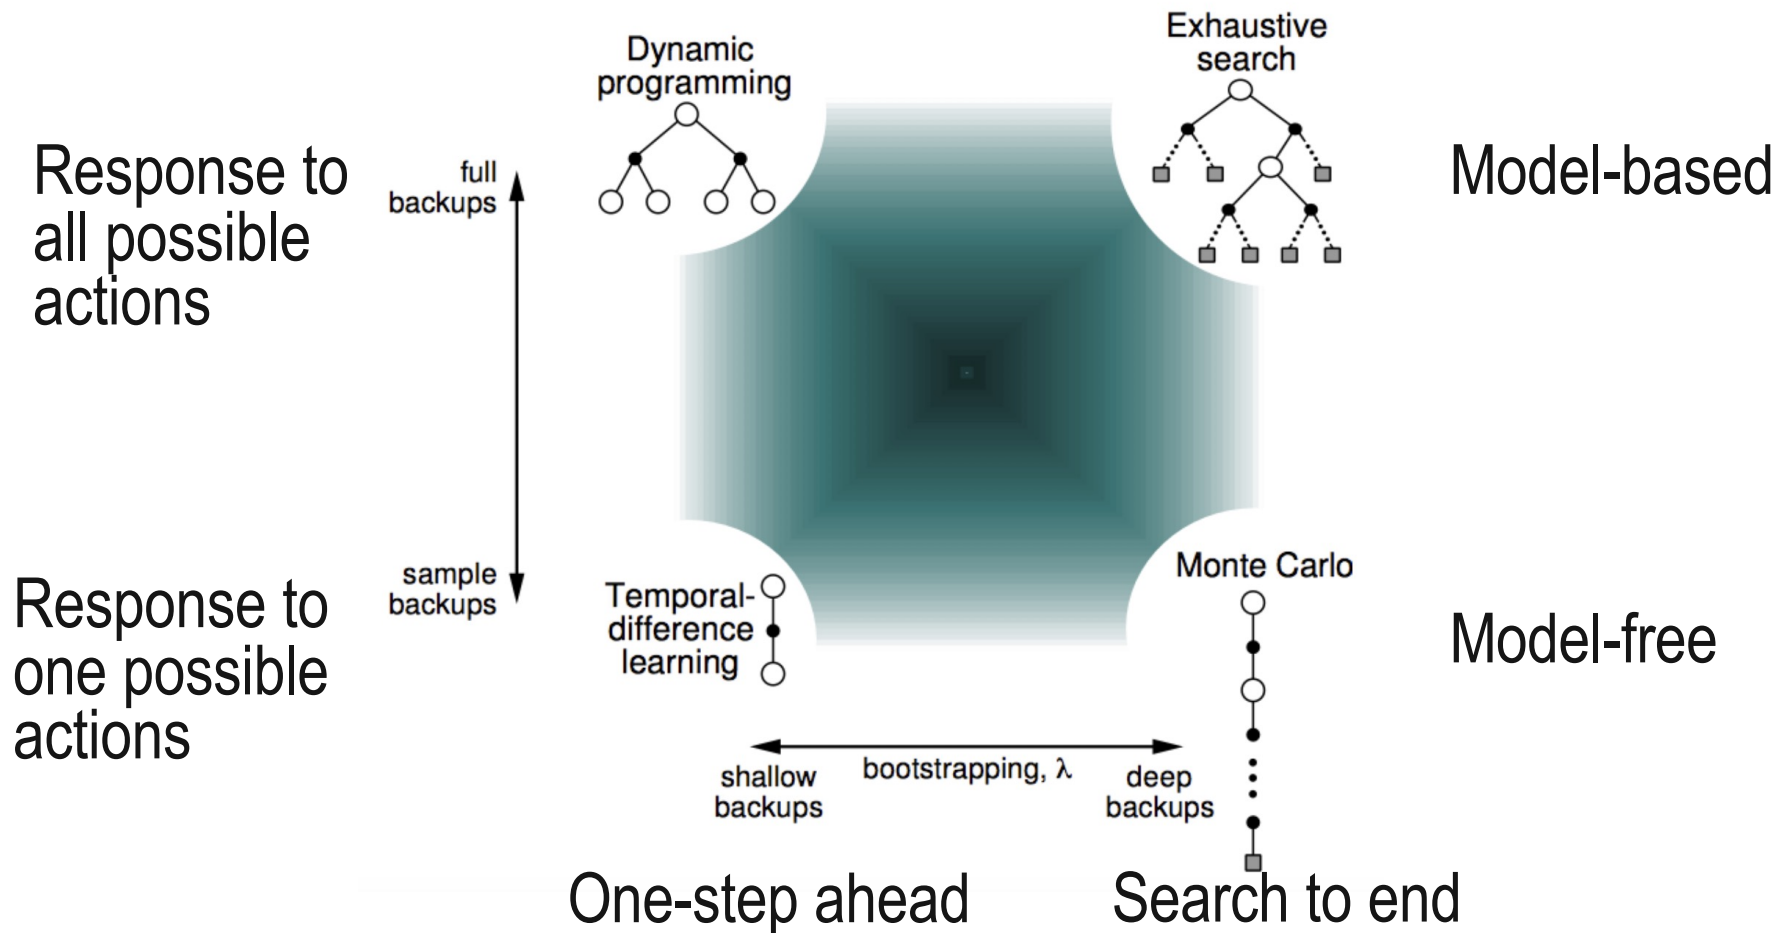 Dynamic
programming
Exhaustive
search
Response to
all possible
actions
full
backups
Model-based
Response to
one possible
actions
sample
backups
Temporal-
difference
learning
Monte Carlo
Model-free
shallow
backups
bootstrapping, λ
deep
backups
One-step ahead
Search to end